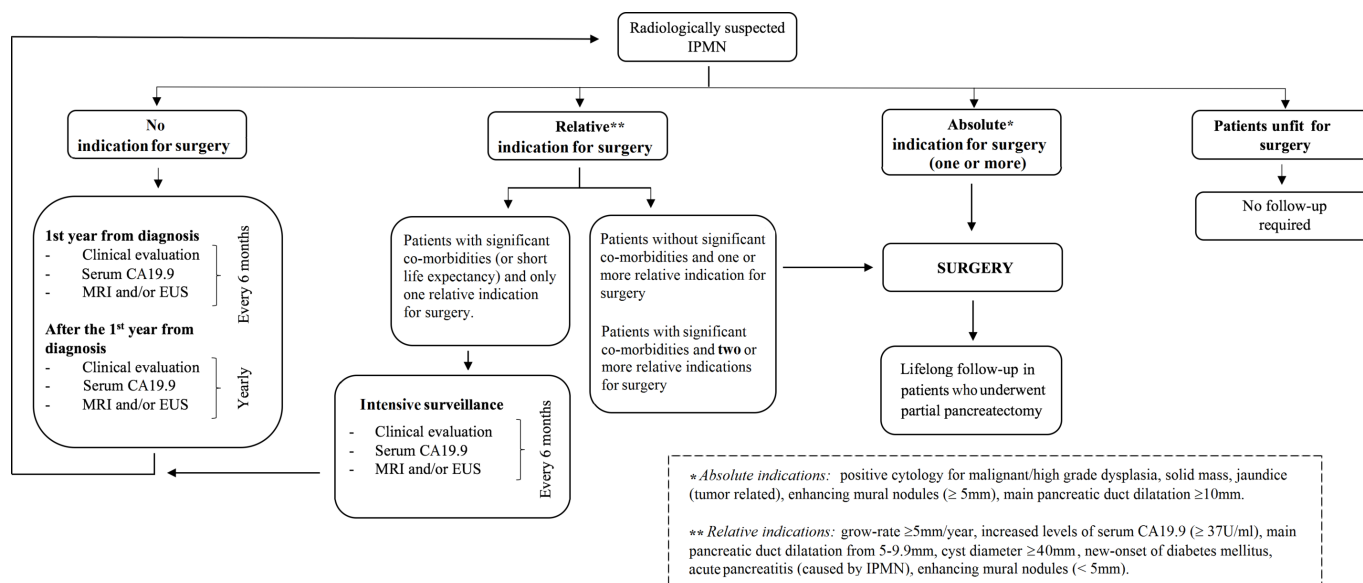 Radiologically suspected
IPMN
No
indication for surgery
Relative**
indication for surgery
Absolute*
indication for surgery
(one or more)
Patients unfit for
surgery
1st year from diagnosis
- Clinical evaluation
- Serum CA19.9
- MRI and/or EUS
Every 6 months
After the 1st year from
diagnosis
- Clinical evaluation
- Serum CA19.9
- MRI and/or EUS
Yearly
Patients with significant
co-morbidities (or short
life expectancy) and only
one relative indication
for surgery.
Intensive surveillance
- Clinical evaluation
- Serum CA19.9
- MRI and/or EUS
Every 6 months
Patients without significant
co-morbidities and one or
more relative indication for
surgery
Patients with significant
co-morbidities and two or
more relative indications
for surgery
SURGERY
Lifelong follow-up in
patients who underwent
partial pancreatectomy
No follow-up
required
* Absolute indications: positive cytology for malignant/high grade dysplasia, solid mass, jaundice
(tumor related), enhancing mural nodules (≥ 5mm), main pancreatic duct dilatation ≥10mm.
** Relative indications: grow-rate ≥5mm/year, increased levels of serum CA19.9 (≥ 37U/ml), main
pancreatic duct dilatation from 5-9.9mm, cyst diameter ≥40mm, new-onset of diabetes mellitus,
acute pancreatitis (caused by IPMN), enhancing mural nodules (< 5mm).